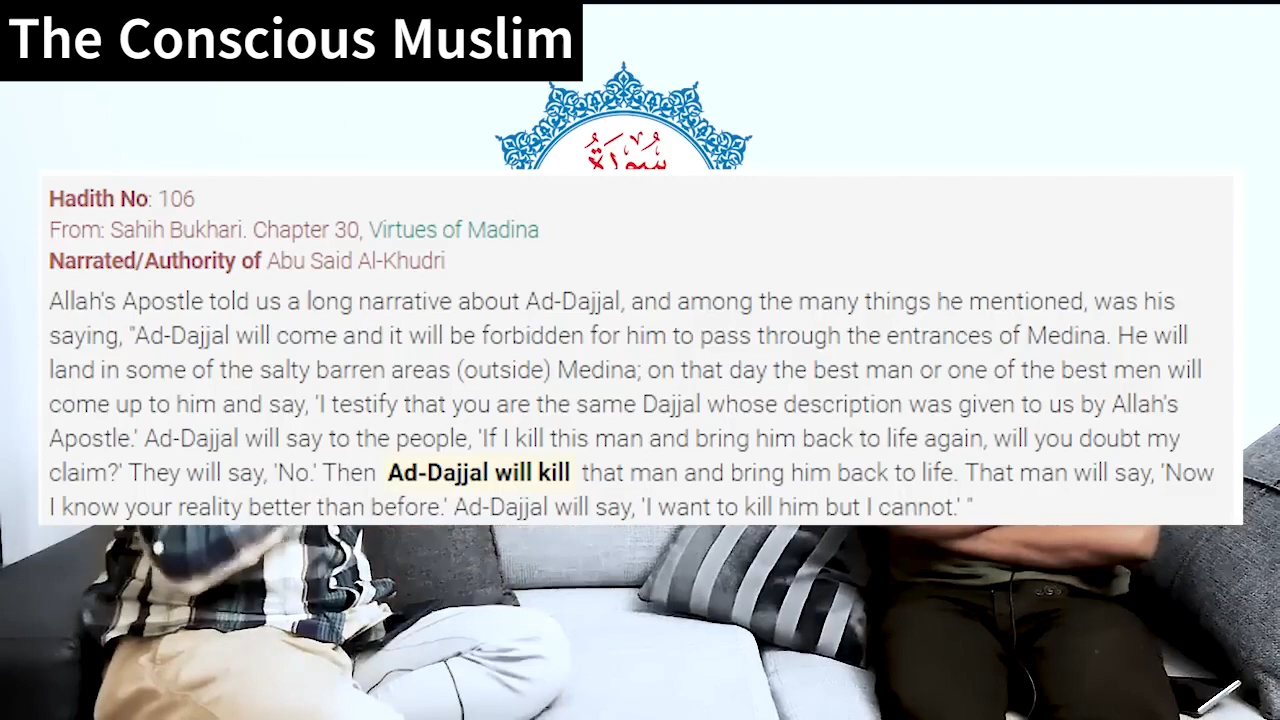 The Conscious Muslim
سورة
Hadith No: 106
From: Sahih Bukhari. Chapter 30, Virtues of Madina
Narrated/Authority of Abu Said Al-Khudri
Allah's Apostle told us a long narrative about Ad-Dajjal, and among the many things he mentioned, was his
saying, "Ad-Dajjal will come and it will be forbidden for him to pass through the entrances of Medina. He will
land in some of the salty barren areas (outside) Medina; on that day the best man or one of the best men will
come up to him and say, 'I testify that you are the same Dajjal whose description was given to us by Allah's
Apostle.' Ad-Dajjal will say to the people, 'If I kill this man and bring him back to life again, will you doubt my
claim?' They will say, 'No.' Then Ad-Dajjal will kill that man and bring him back to life. That man will say, 'Now
I know your reality better than before.' Ad-Dajjal will say, 'I want to kill him but I cannot.' "